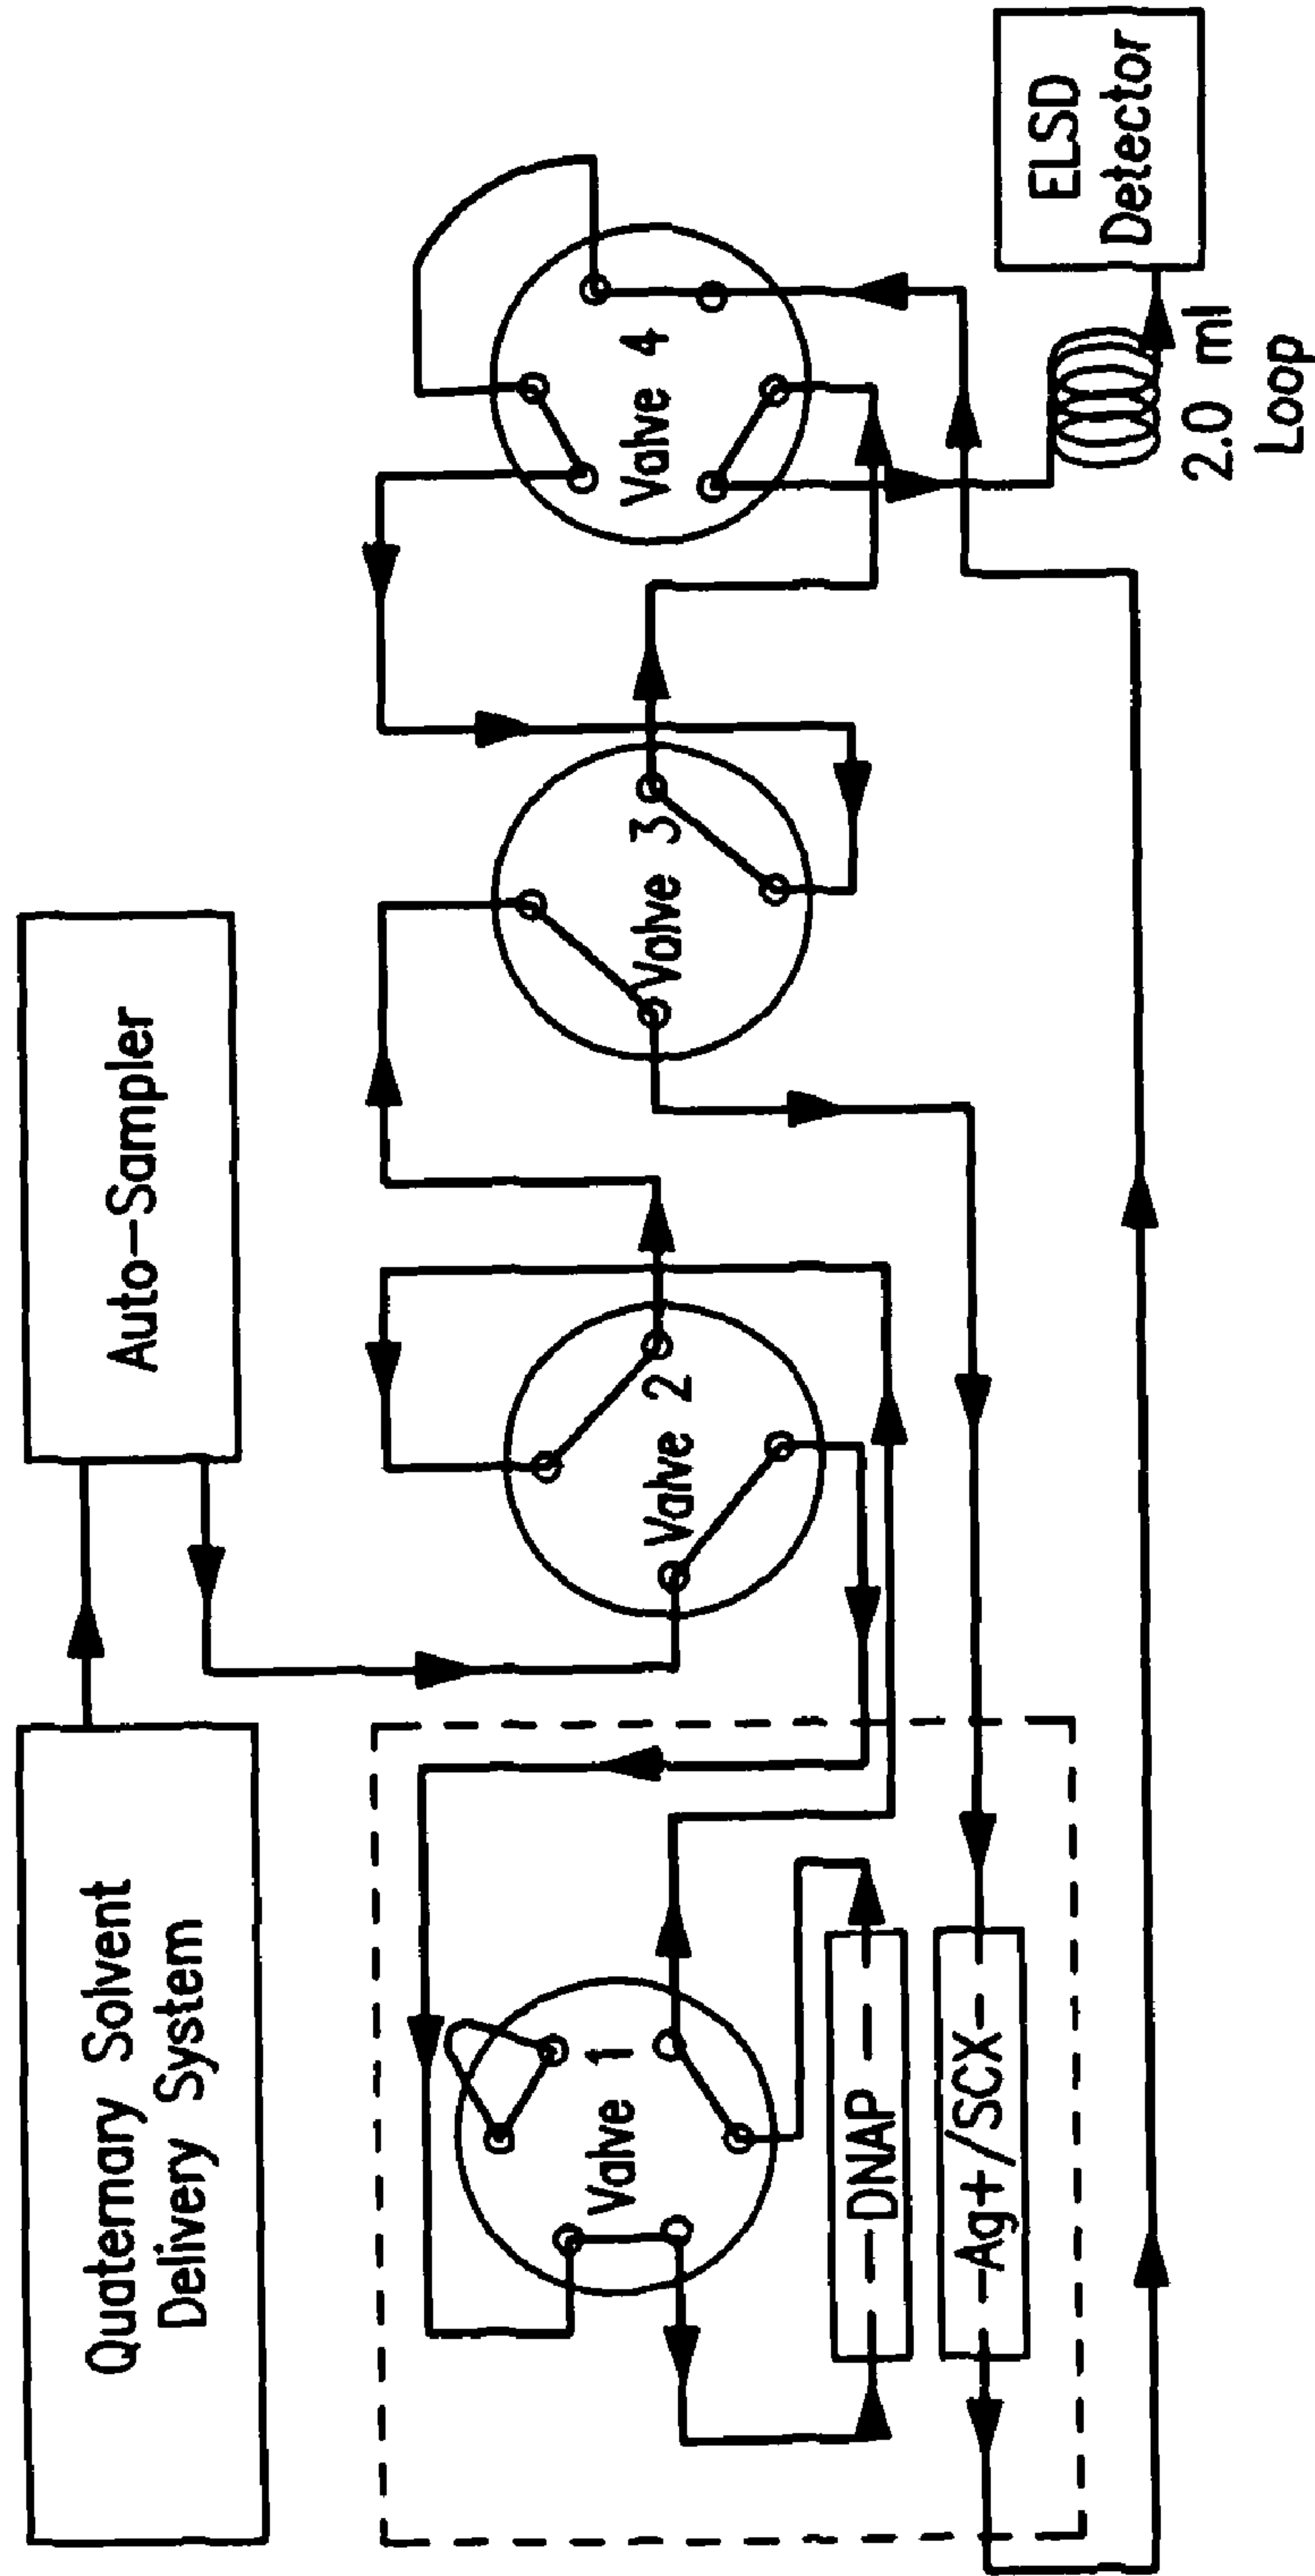 Quaternary Solvent
Delivery System
Auto-Sampler
Valve 1
Valve 2
Valve 3
Valve 4
DNAP
Ag+/SCX
2.0 ml
Loop
ELSD
Detector